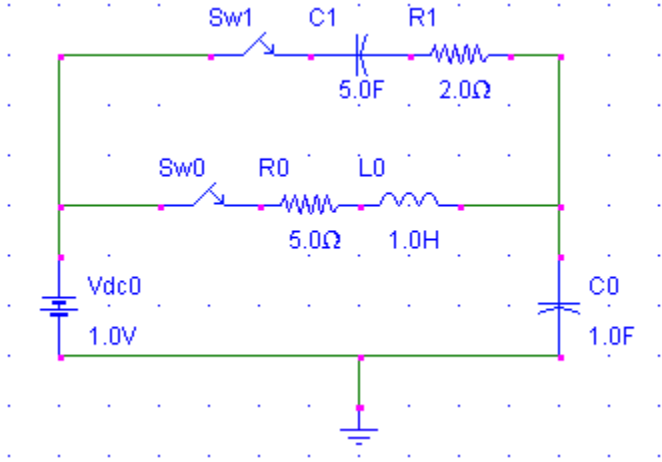 Sw1 C1 R1
5.0F 2.0Ω
Sw0 R0 L0
5.0Ω 1.0H
Vdc0 C0
1.0V 1.0F